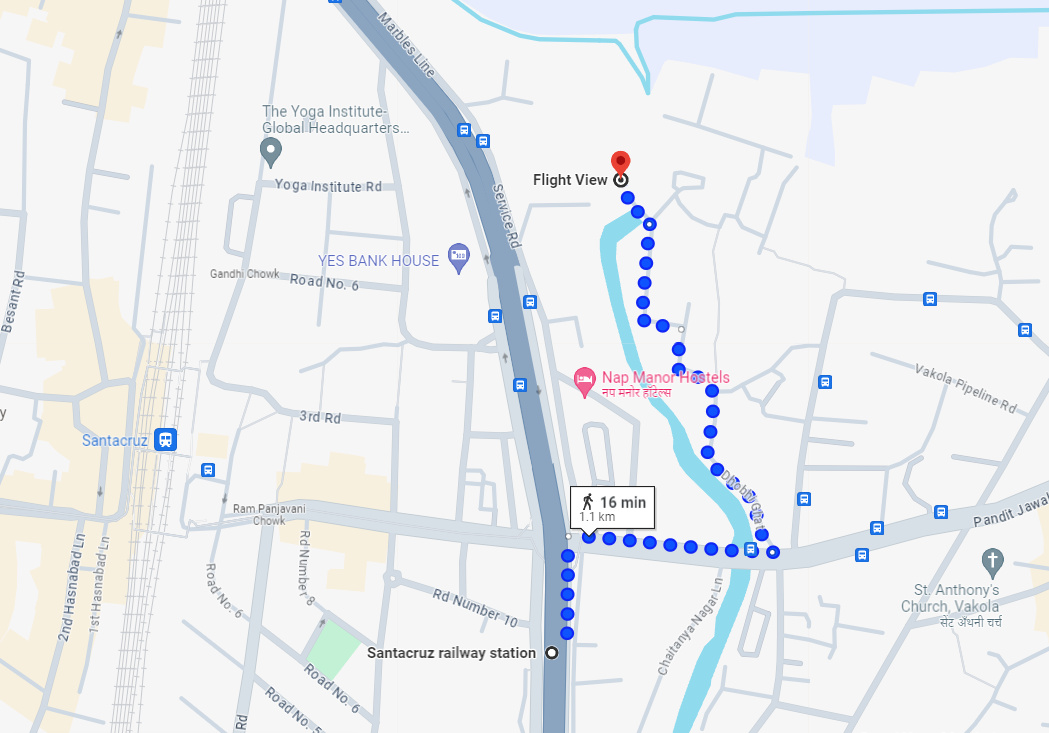 Marbles Line
The Yoga Institute-
Global Headquarters...
Flight View
Yoga Institute Rd
Service Rd
YES BANK HOUSE
Gandhi Chowk
Road No. 6
Besant Rd
Nap Manor Hostels
नप मनोर हॉटेल्स
Vakola Pipeline Rd
y
3rd Rd
Santacruz
Dhobi Ghat
16 min
1.1 km
Ram Panjavani
Chowk
Pandit Jawal
2nd Hasnabad Ln
1st Hasnabad Ln
Rd Number 8
Road No. 6
Rd Number 10
St. Anthony's
Church, Vakola
सेंट अँथनी चर्च
Chaitanya Nagar Ln
Santacruz railway station
Road No. 6
Road No. 5
Rd